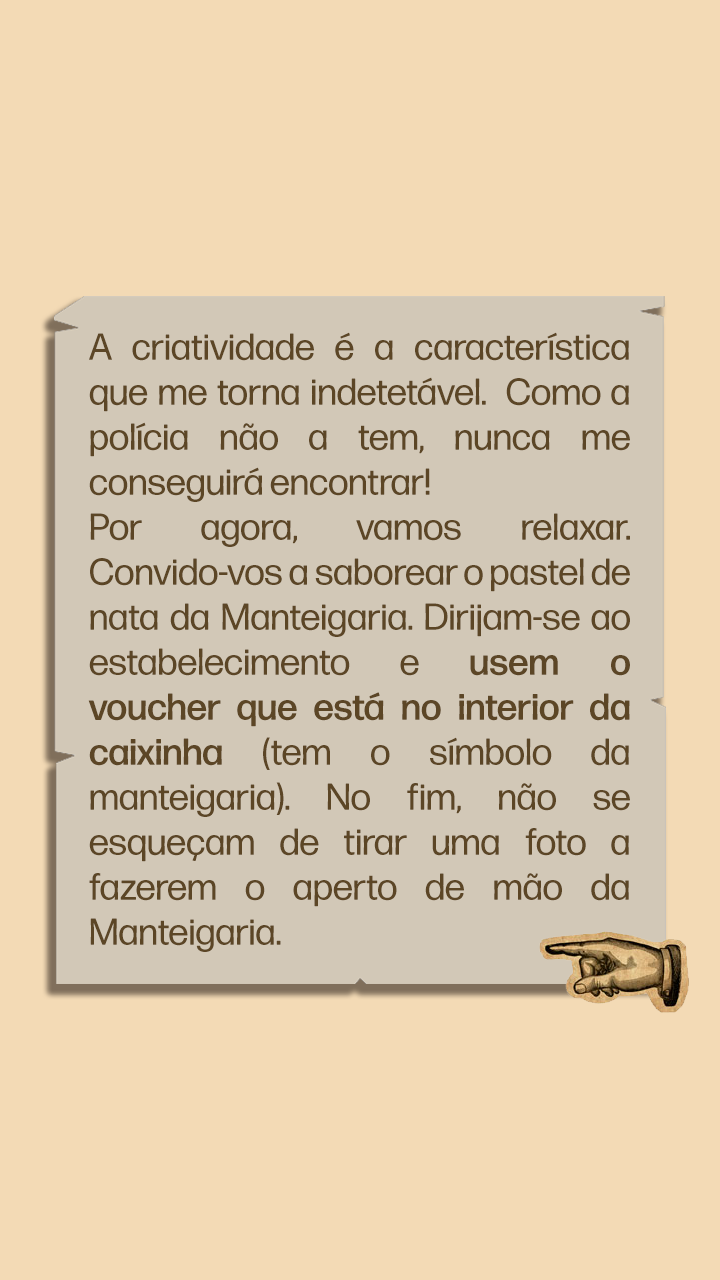 A criatividade é a característica
que me torna indetetável. Como a
polícia não a tem, nunca me
conseguirá encontrar!
Por agora, vamos relaxar.
Convido-vos a saborear o pastel de
nata da Manteigaria. Dirijam-se ao
estabelecimento e usem o
voucher que está no interior da
caixinha (tem o símbolo da
manteigaria). No fim, não se
esqueçam de tirar uma foto a
fazerem o aperto de mão da
Manteigaria.